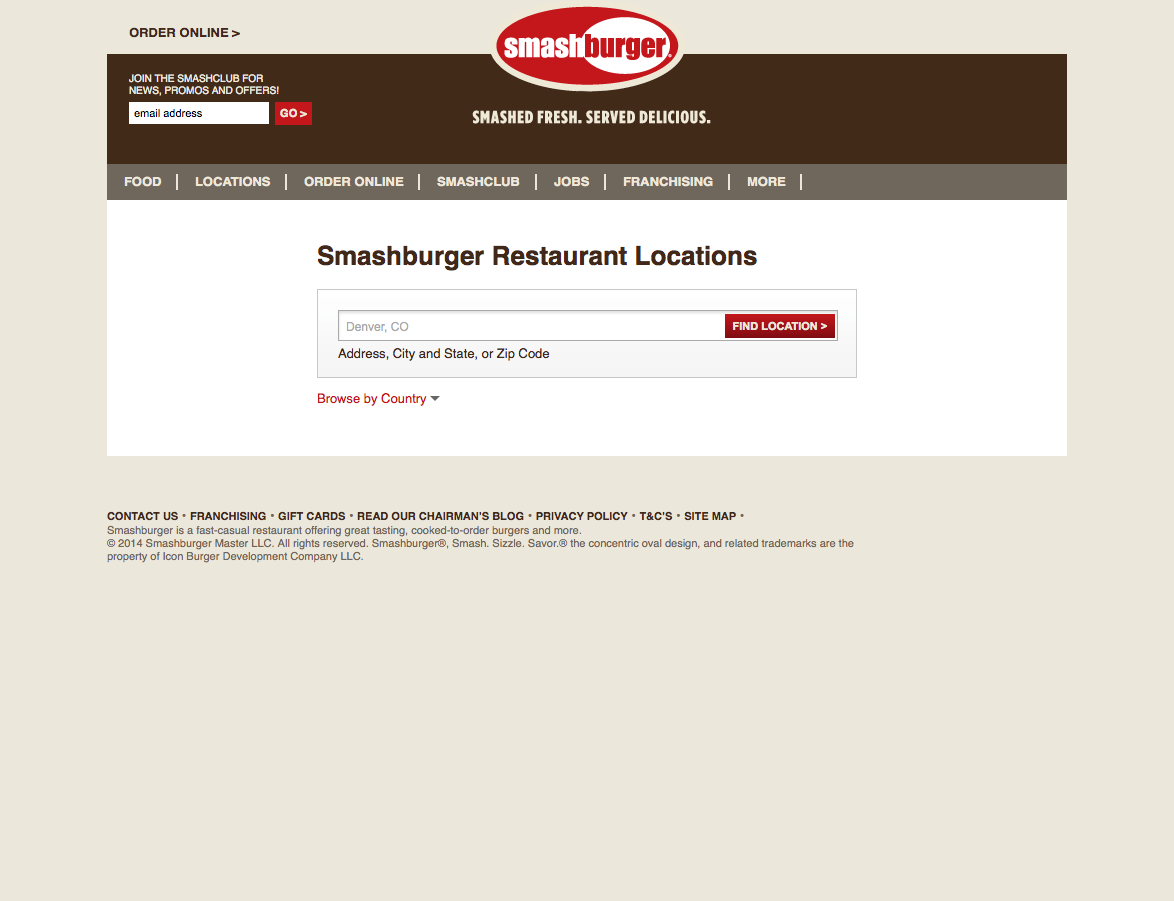 ORDER ONLINE >
smashburger.
JOIN THE SMASHCLUB FOR
NEWS, PROMOS AND OFFERS!
email address GO >
SMASHED FRESH. SERVED DELICIOUS.
FOOD LOCATIONS ORDER ONLINE SMASHCLUB JOBS FRANCHISING MORE
Smashburger Restaurant Locations
Denver, CO FIND LOCATION >
Address, City and State, or Zip Code
Browse by Country
CONTACT US • FRANCHISING • GIFT CARDS • READ OUR CHAIRMAN'S BLOG • PRIVACY POLICY • T&C'S • SITE MAP •
Smashburger is a fast-casual restaurant offering great tasting, cooked-to-order burgers and more.
© 2014 Smashburger Master LLC. All rights reserved. Smashburger®, Smash. Sizzle. Savor.® the concentric oval design, and related trademarks are the
property of Icon Burger Development Company LLC.